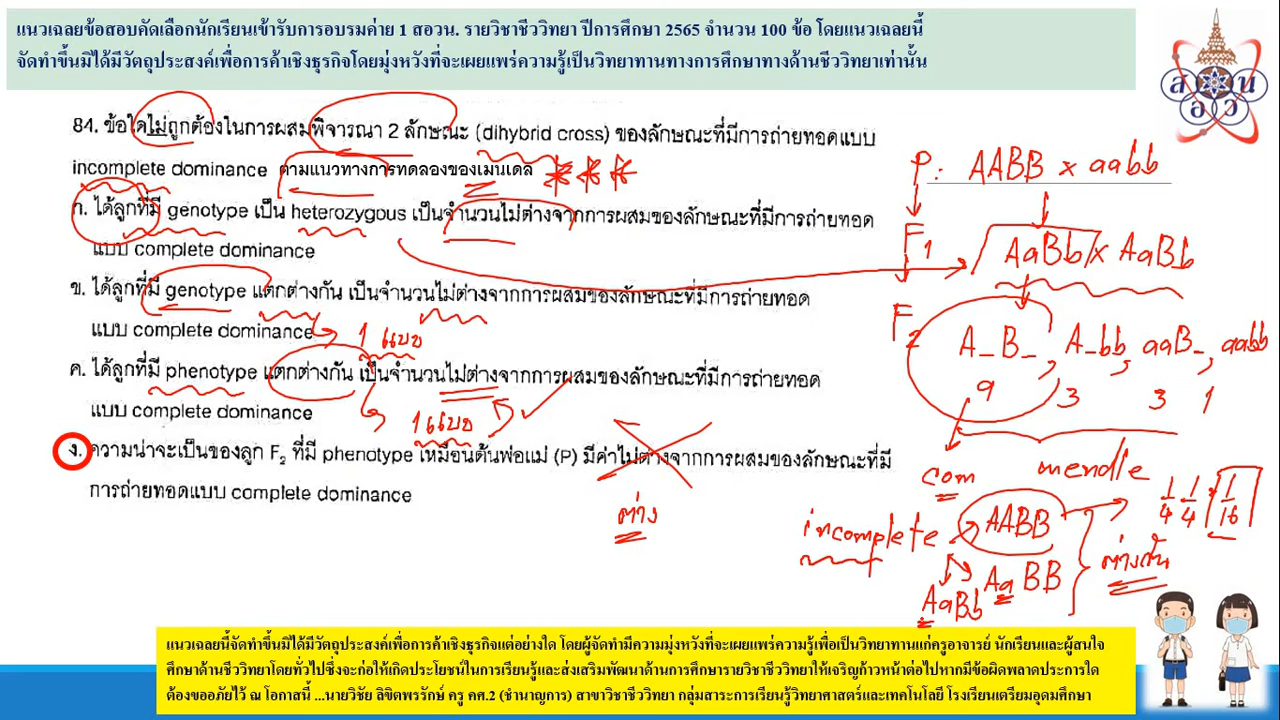 แนวเฉลยข้อสอบคัดเลือกนักเรียนเข้ารับการอบรมค่าย 1 สอวน. รายวิชาชีววิทยา ปีการศึกษา 2565 จำนวน 100 ข้อ โดยแนวเฉลยนี้
จัดทำขึ้นมิได้มีวัตถุประสงค์เพื่อการค้าเชิงธุรกิจโดยมุ่งหวังที่จะเผยแพร่ความรู้เป็นวิทยาทานทางการศึกษาทางด้านชีววิทยาเท่านั้น
สอวน
84. ข้อใดไม่ถูกต้องในการผสมพิจารณา 2 ลักษณะ (dihybrid cross) ของลักษณะที่มีการถ่ายทอดแบบ
incomplete dominance ตามแนวทางการทดลองของเมนเดล
ก. ได้ลูกที่มี genotype เป็น heterozygous เป็นจำนวนไม่ต่างจากการผสมของลักษณะที่มีการถ่ายทอด
แบบ complete dominance
ข. ได้ลูกที่มี genotype แตกต่างกัน เป็นจำนวนไม่ต่างจากการผสมของลักษณะที่มีการถ่ายทอด
แบบ complete dominance
1 แบบ
ค. ได้ลูกที่มี phenotype แตกต่างกัน เป็นจำนวนไม่ต่างจากการผสมของลักษณะที่มีการถ่ายทอด
แบบ complete dominance
1 แบบ
ง. ความน่าจะเป็นของลูก F2 ที่มี phenotype เหมือนต้นพ่อแม่ (P) มีค่าไม่ต่างจากการผสมของลักษณะที่มี
การถ่ายทอดแบบ complete dominance
ต่าง
P: AABB x aabb
F1 AaBb x AaBb
F2 A_B_, A_bb, aaB_, aabb
9 3 3 1
com mendle
incomplete AABB 1/4 1/4 1/16
AaBb AaBB ต่างกัน
แนวเฉลยนี้จัดทำขึ้นมิได้มีวัตถุประสงค์เพื่อการค้าเชิงธุรกิจแต่อย่างใด โดยผู้จัดทำมีความมุ่งหวังที่จะเผยแพร่ความรู้เพื่อเป็นวิทยาทานแก่ครูอาจารย์ นักเรียนและผู้สนใจ
ศึกษาด้านชีววิทยาโดยทั่วไปซึ่งจะก่อให้เกิดประโยชน์ในการเรียนรู้และส่งเสริมพัฒนาด้านการศึกษารายวิชาชีววิทยาให้เจริญก้าวหน้าต่อไปหากมีข้อผิดพลาดประการใด
ต้องขออภัยไว้ ณ โอกาสนี้ ...นายวิชัย ลิขิตพรรักษ์ ครู คศ.2 (ชำนาญการ) สาขาวิชาชีววิทยา กลุ่มสาระการเรียนรู้วิทยาศาสตร์และเทคโนโลยี โรงเรียนเตรียมอุดมศึกษา